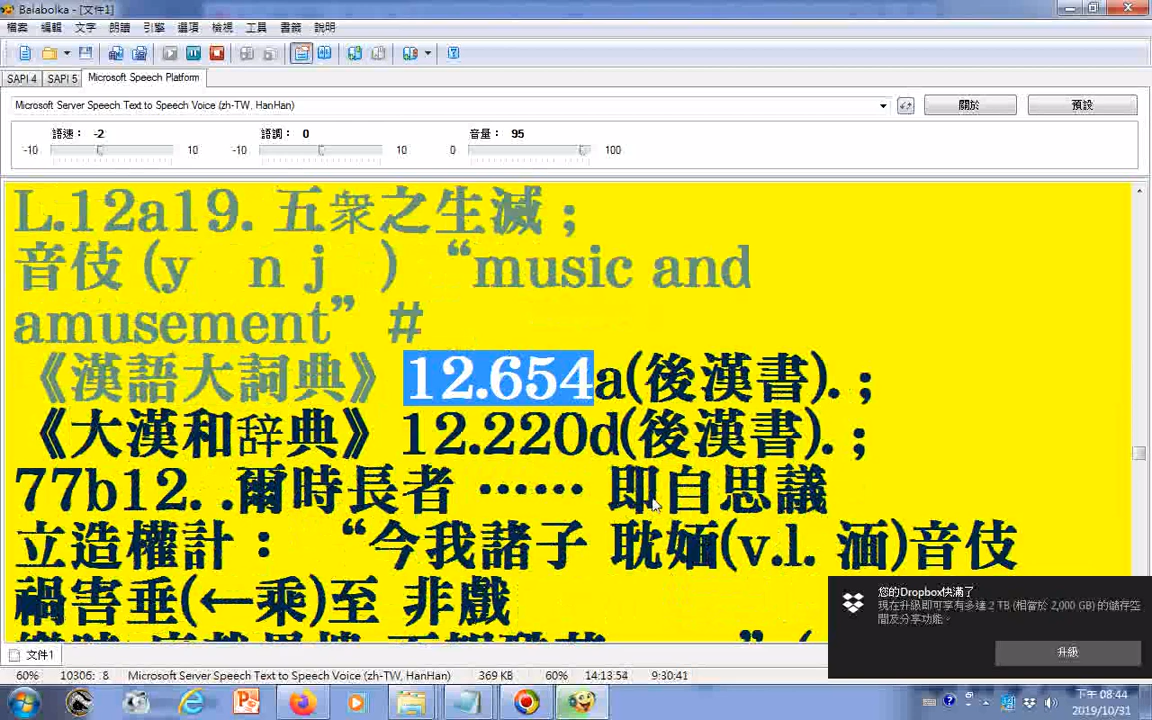 Balabolka - [文件1]
檔案 編輯 文字 朗讀 引擎 選項 檢視 工具 書籤 說明
SAPI 4 SAPI 5 Microsoft Speech Platform
Microsoft Server Speech Text to Speech Voice (zh-TW, HanHan) 關於 預設
語速： -2 語調： 0 音量： 95
-10 10 -10 10 0 100
L.12a19. 五衆之生滅；
音伎 (y n j ) “music and
amusement” #
《漢語大詞典》 12.654a(後漢書).；
《大漢和辞典》 12.220d(後漢書).；
77b12. .爾時長者 …… 即自思議
立造權計： “今我諸子 耽媔(v.l. 湎)音伎
禍害垂(←乘)至 非戲
您的Dropbox快滿了
現在升級即可享有多達 2 TB (相當於 2,000 GB) 的儲存空
間及分享功能。
升級
文件1
60% 10306: 8 Microsoft Server Speech Text to Speech Voice (zh-TW, HanHan) 369 KB 60% 14:13:54 9:30:41
下午 08:44
2019/10/31